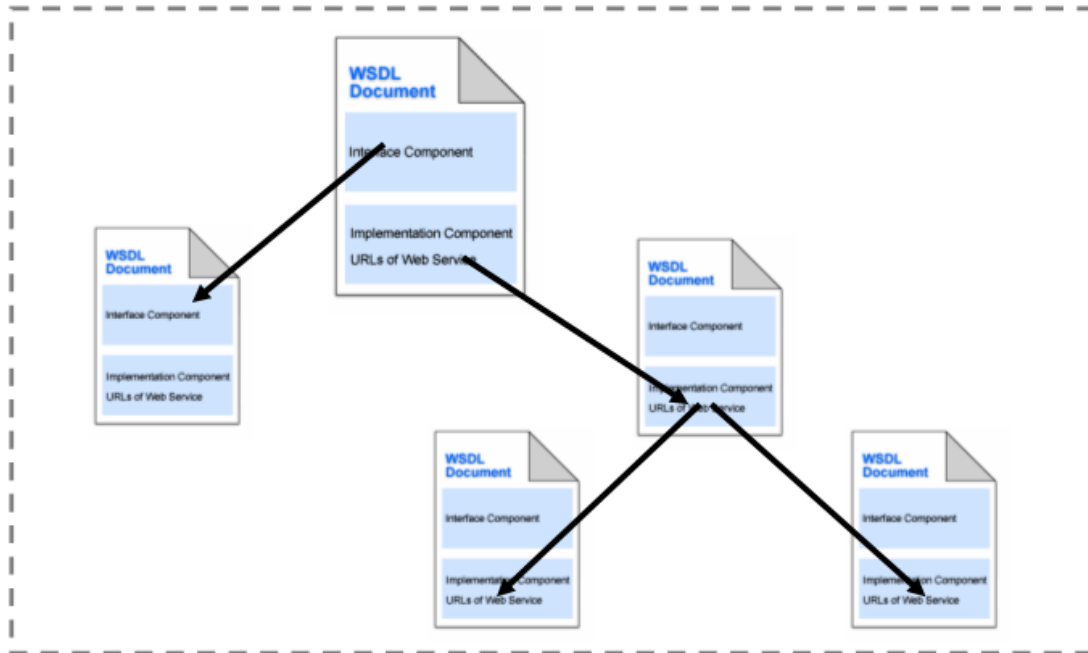 WSDL
Document
Interface Component
Implementation Component
URLs of Web Service
WSDL
Document
Interface Component
Implementation Component
URLs of Web Service
WSDL
Document
Interface Component
Implementation Component
URLs of Web Service
WSDL
Document
Interface Component
Implementation Component
URLs of Web Service
WSDL
Document
Interface Component
Implementation Component
URLs of Web Service